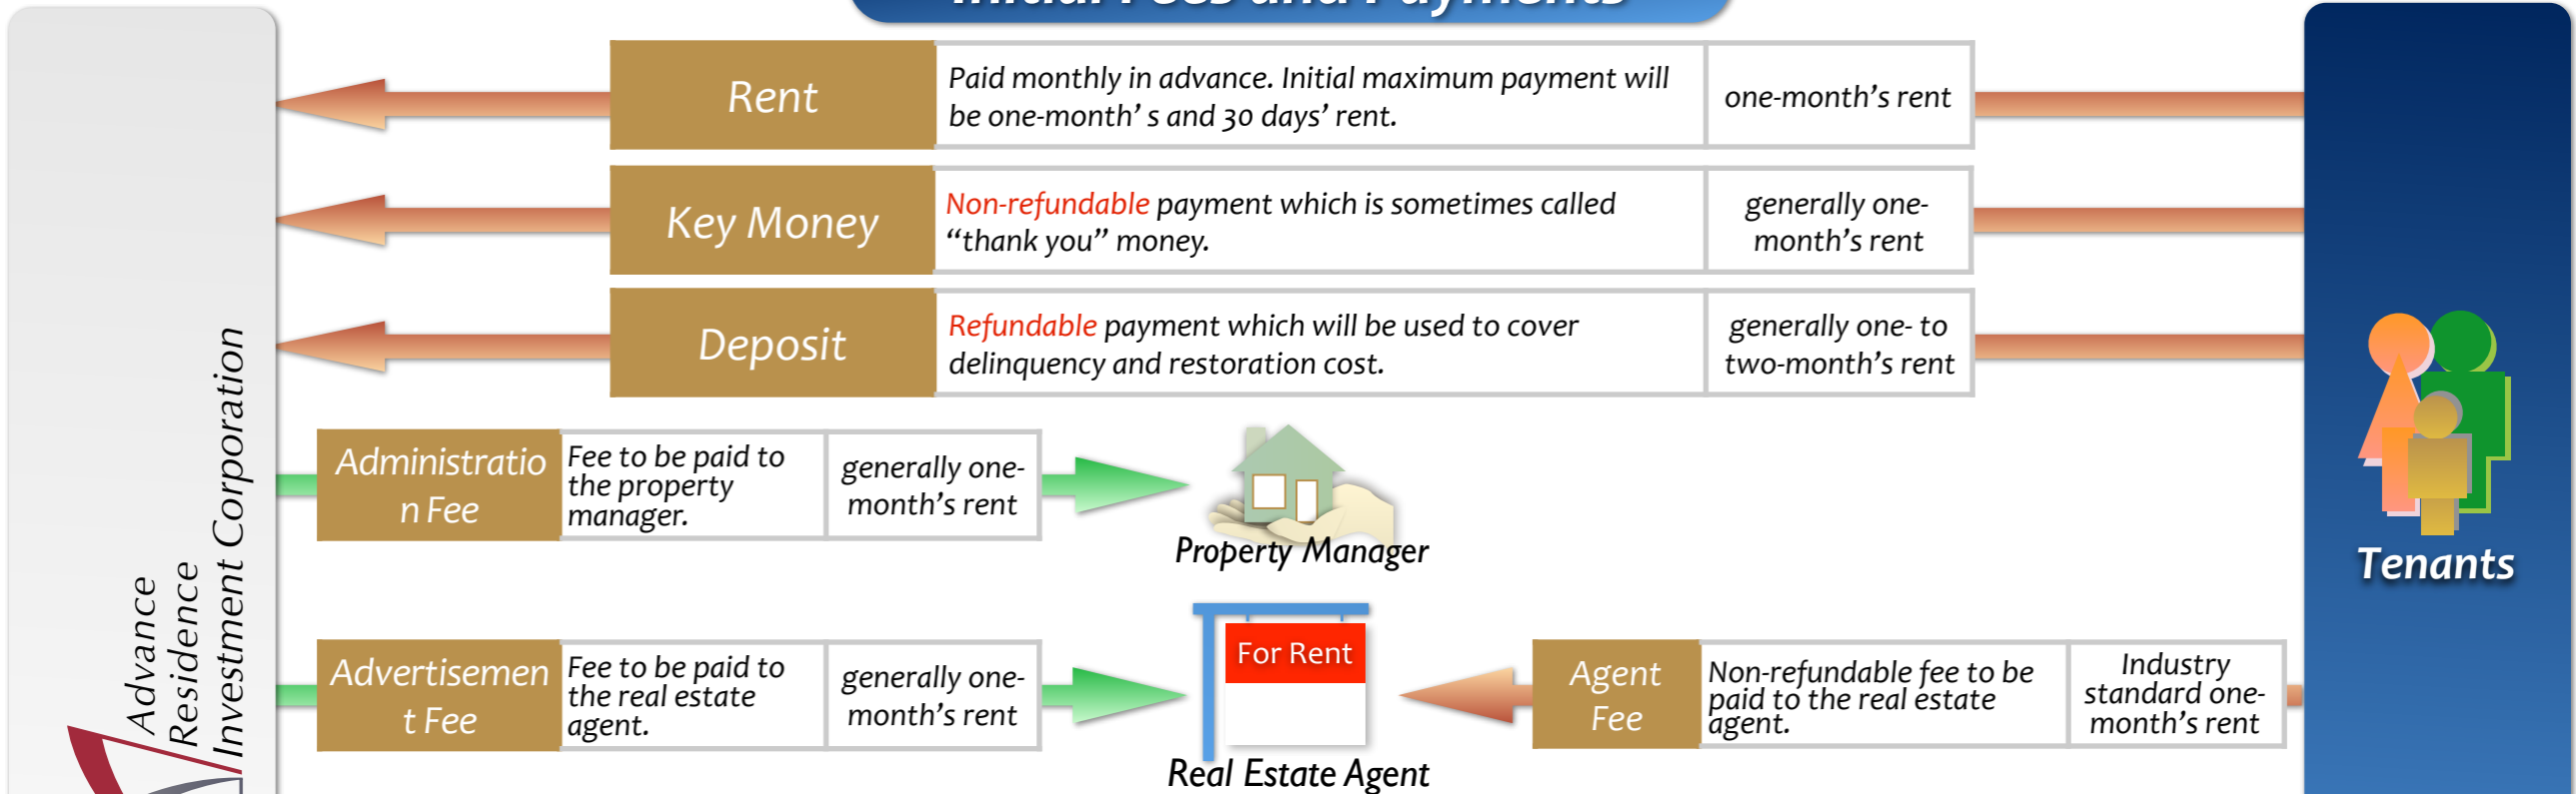 Initial Fees and Payments
Rent
Paid monthly in advance. Initial maximum payment will
be one-month' s and 30 days' rent.
one-month's rent
Key Money
Non-refundable payment which is sometimes called
“thank you” money.
generally one-
month's rent
Deposit
Refundable payment which will be used to cover
delinquency and restoration cost.
generally one- to
two-month's rent
Administratio
n Fee
Fee to be paid to
the property
manager.
generally one-
month's rent
Property Manager
Advertisemen
t Fee
Fee to be paid to
the real estate
agent.
generally one-
month's rent
For Rent
Real Estate Agent
Agent
Fee
Non-refundable fee to be
paid to the real estate
agent.
Industry
standard one-
month's rent
Advance
Residence
Investment Corporation
Tenants